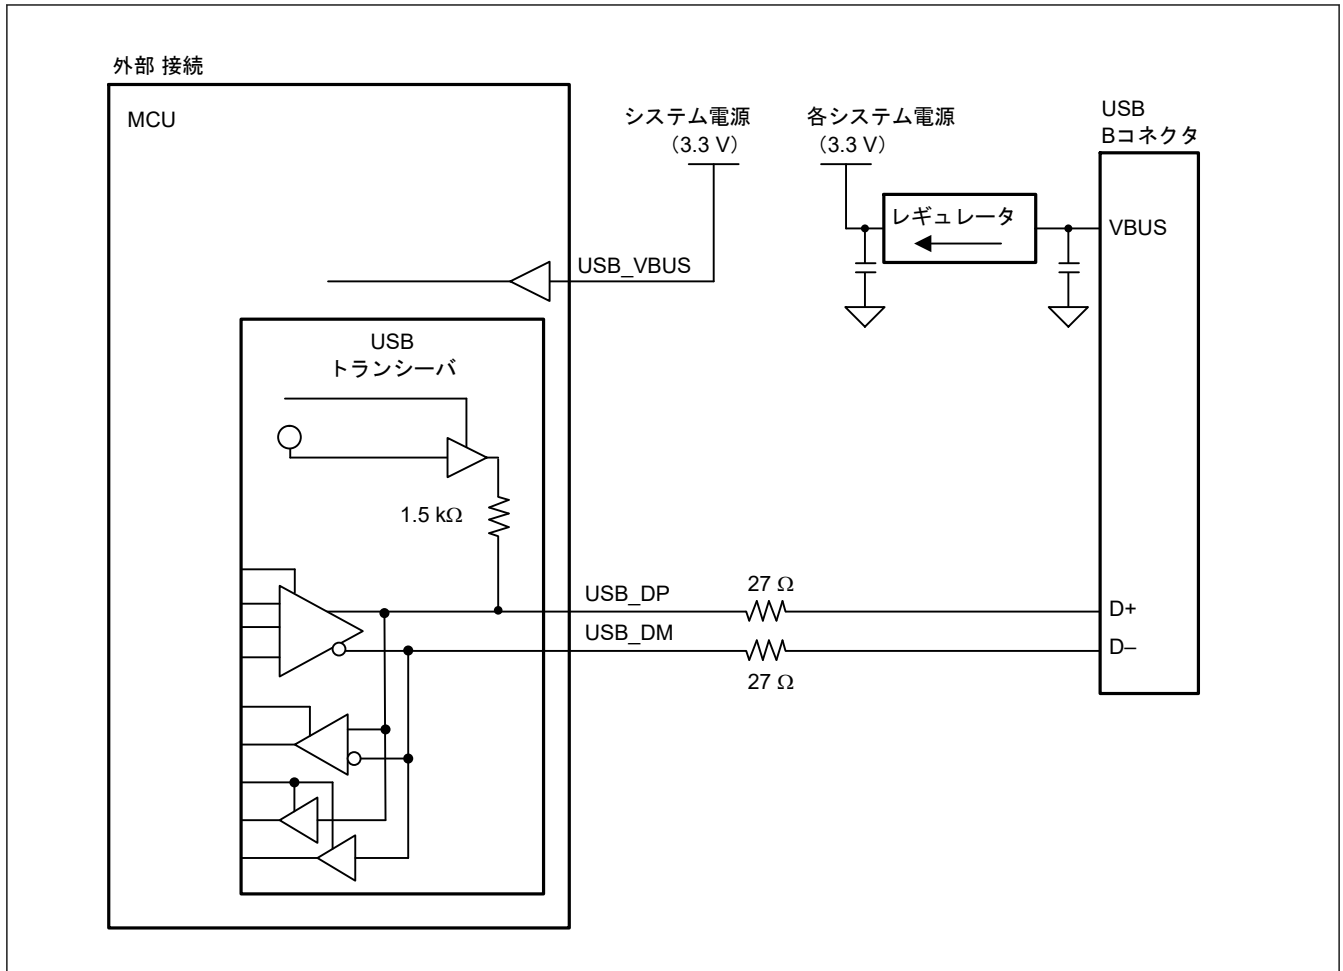 外部 接続
MCU
システム電源
（3.3 V）
各システム電源
（3.3 V）
USB
Bコネクタ
レギュレータ
VBUS
USB_VBUS
USB
トランシーバ
1.5 kΩ
USB_DP
27 Ω
D+
USB_DM
27 Ω
D–